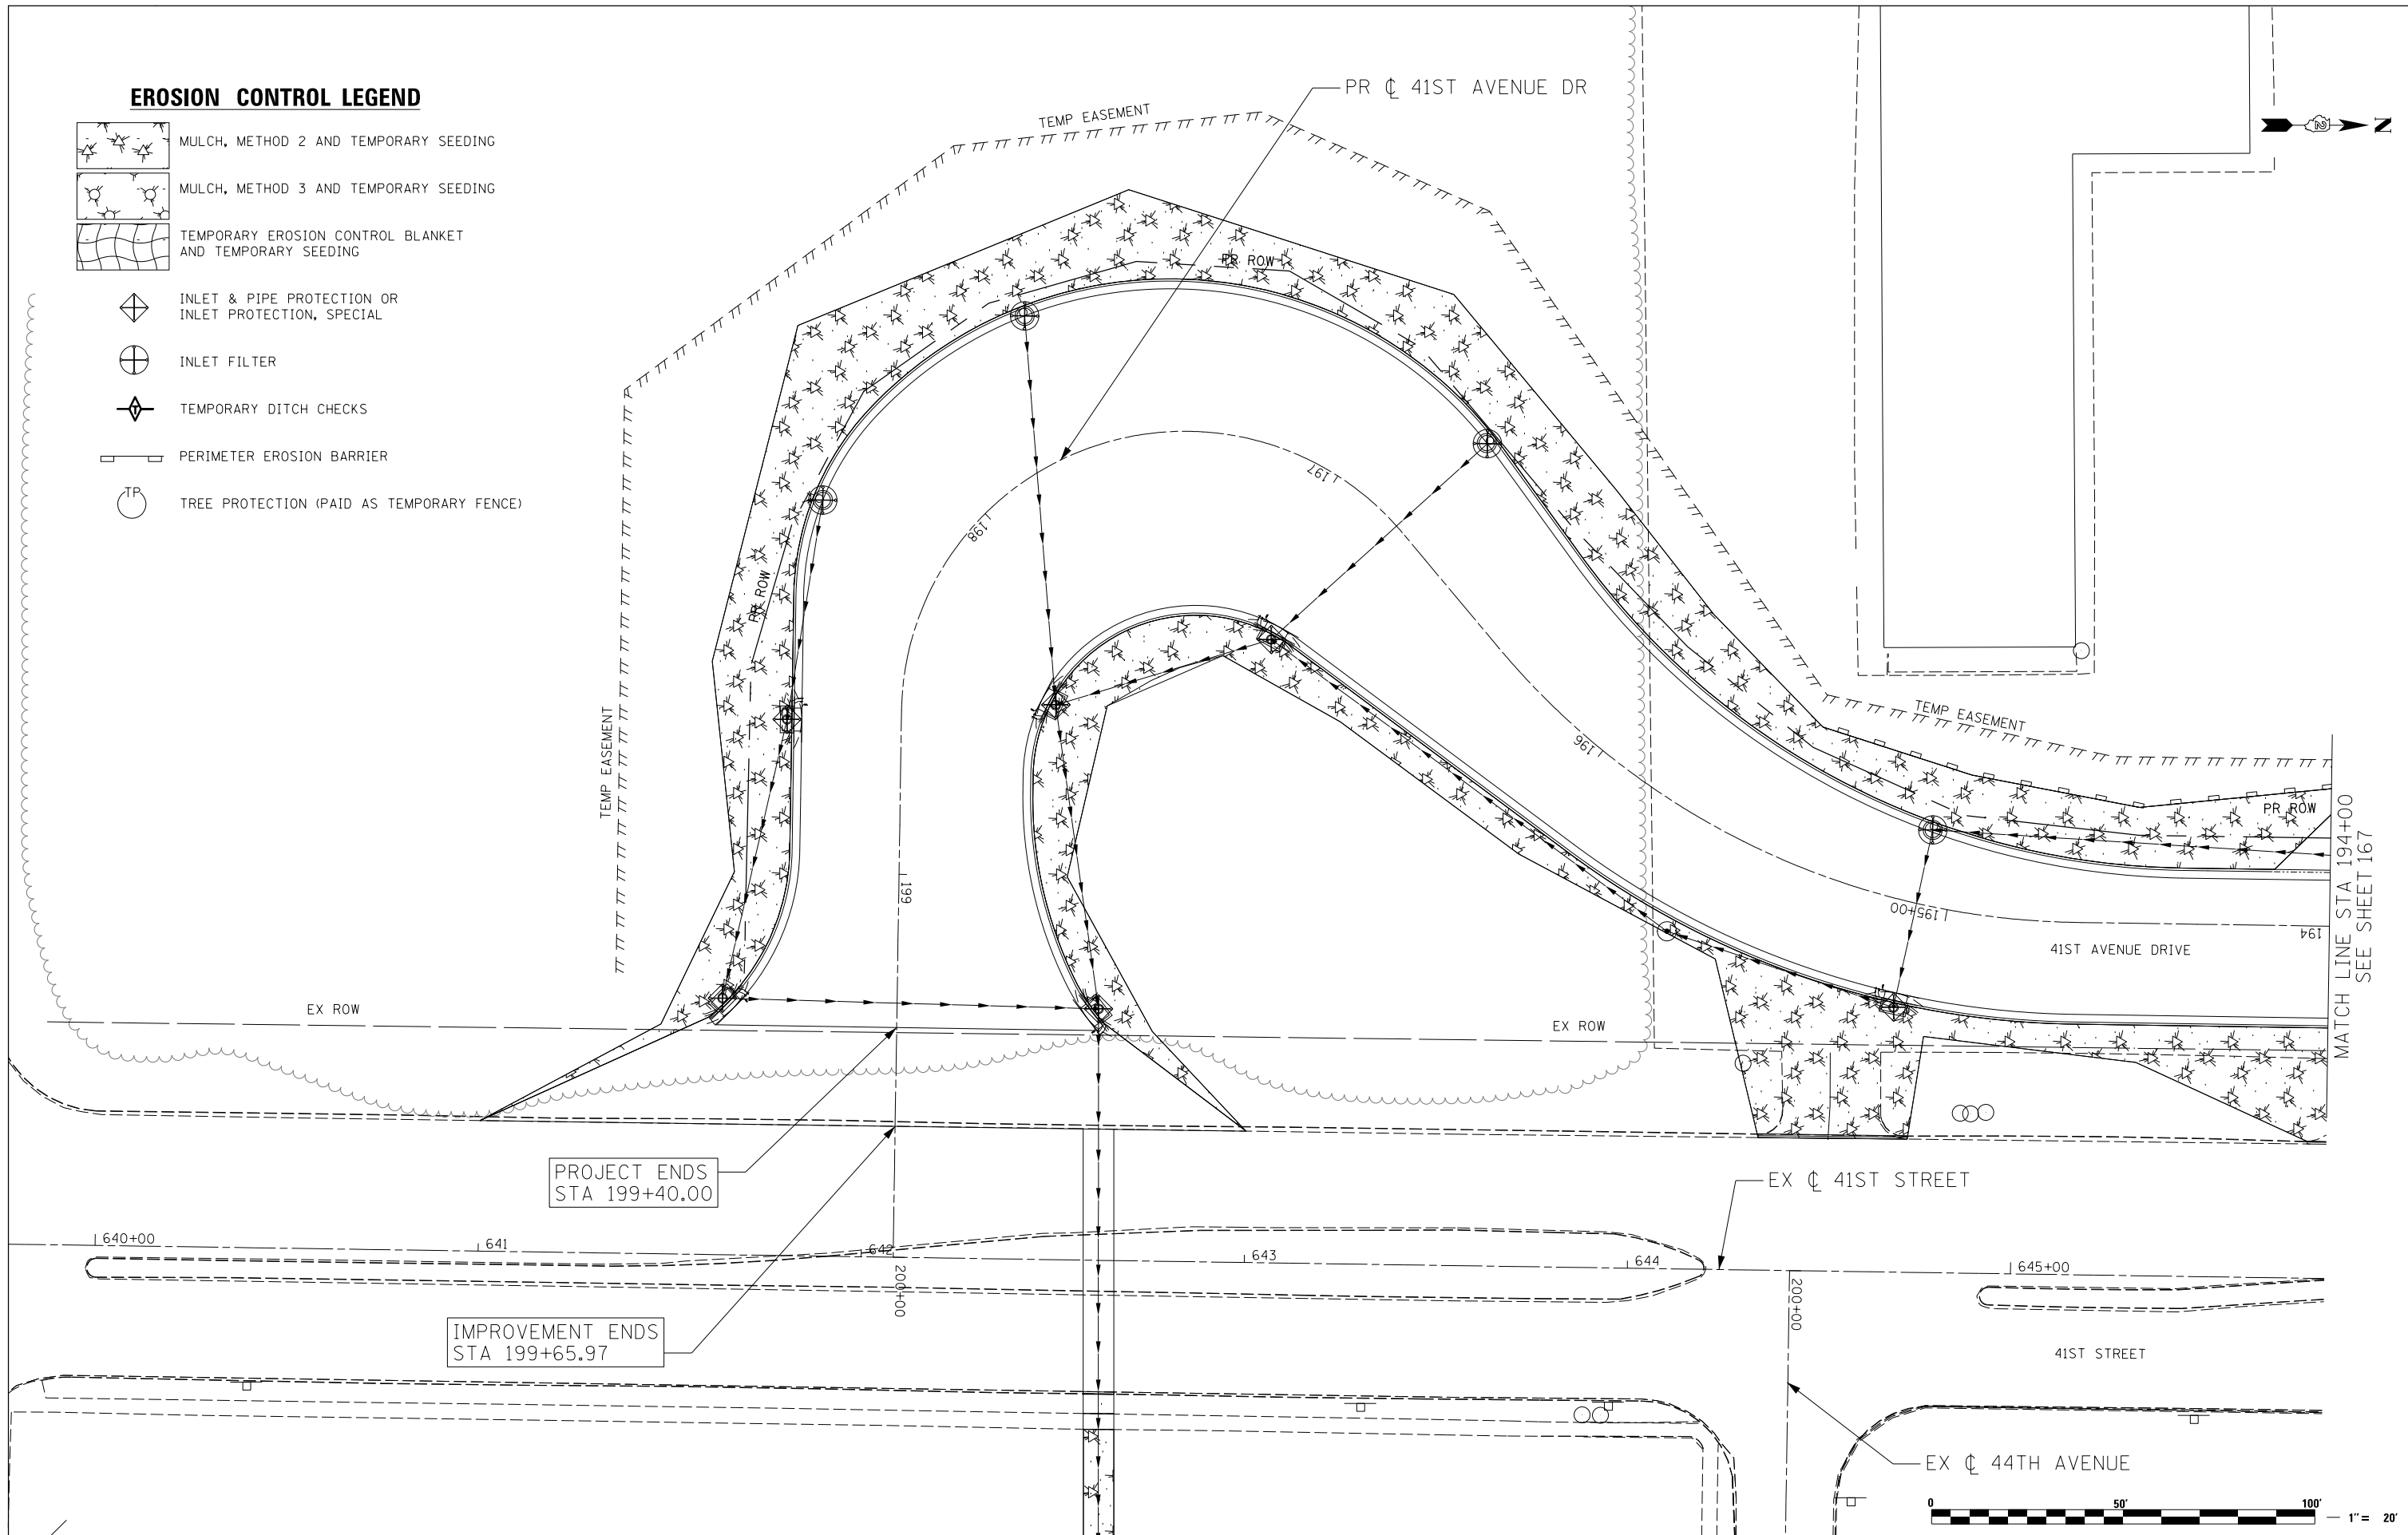 EROSION CONTROL LEGEND
MULCH, METHOD 2 AND TEMPORARY SEEDING
MULCH, METHOD 3 AND TEMPORARY SEEDING
TEMPORARY EROSION CONTROL BLANKET
AND TEMPORARY SEEDING
INLET & PIPE PROTECTION OR
INLET PROTECTION, SPECIAL
INLET FILTER
T
TEMPORARY DITCH CHECKS
PERIMETER EROSION BARRIER
TP
TREE PROTECTION (PAID AS TEMPORARY FENCE)
PR ℄ 41ST AVENUE DR
TEMP EASEMENT
N
PR ROW
197
198
PR ROW
TEMP EASEMENT
196
TEMP EASEMENT
PR ROW
199
195+00
194
41ST AVENUE DRIVE
MATCH LINE STA 194+00
SEE SHEET 167
EX ROW
EX ROW
PROJECT ENDS
STA 199+40.00
EX ℄ 41ST STREET
640+00
641
642
643
644
645+00
200+00
200+00
IMPROVEMENT ENDS
STA 199+65.97
41ST STREET
EX ℄ 44TH AVENUE
0
50'
100'
1" = 20'